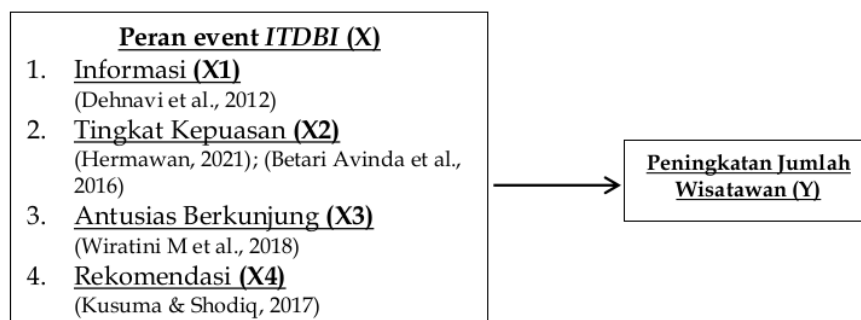 Peran event ITDBI (X)
1. Informasi (X1)
(Dehnavi et al., 2012)
2. Tingkat Kepuasan (X2)
(Hermawan, 2021); (Betari Avinda et al.,
2016)
3. Antusias Berkunjung (X3)
(Wiratini M et al., 2018)
4. Rekomendasi (X4)
(Kusuma & Shodiq, 2017)
Peningkatan Jumlah
Wisatawan (Y)